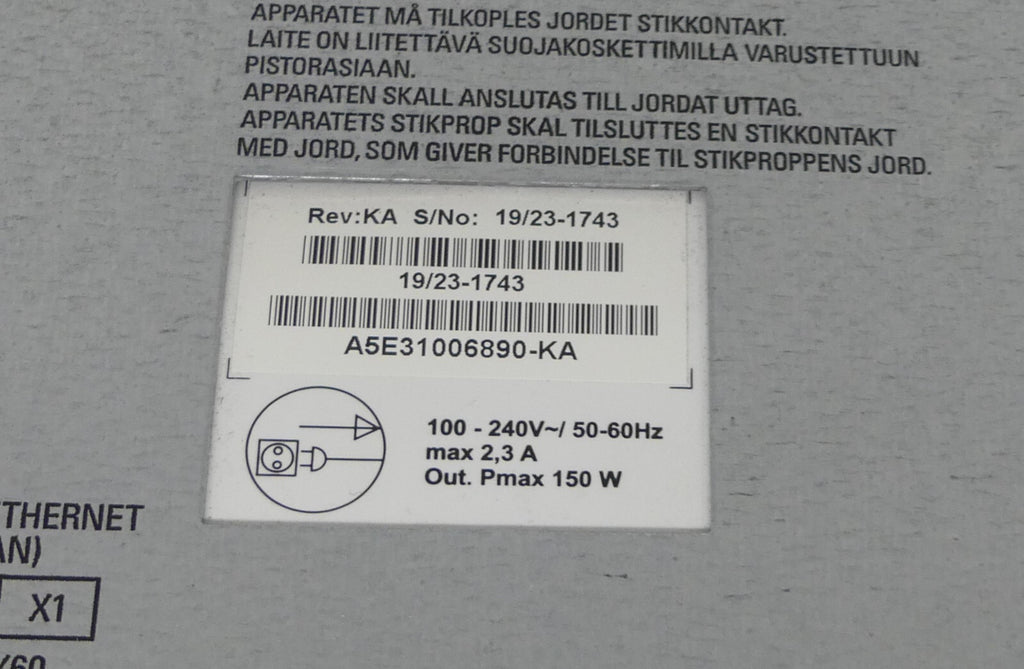 APPARATET MÅ TILKOPLES JORDET STIKKONTAKT.
LAITE ON LIITETTÄVÄ SUOJAKOSKETTIMILLA VARUSTETTUUN
PISTORASIAAN.
APPARATEN SKALL ANSLUTAS TILL JORDAT UTTAG.
APPARATETS STIKPROP SKAL TILSLUTTES EN STIKKONTAKT
MED JORD, SOM GIVER FORBINDELSE TIL STIKPROPPENS JORD.
Rev:KA S/No: 19/23-1743
19/23-1743
A5E31006890-KA
100 - 240V~/ 50-60Hz
max 2,3 A
Out. Pmax 150 W
THERNET
AN)
X1
/60